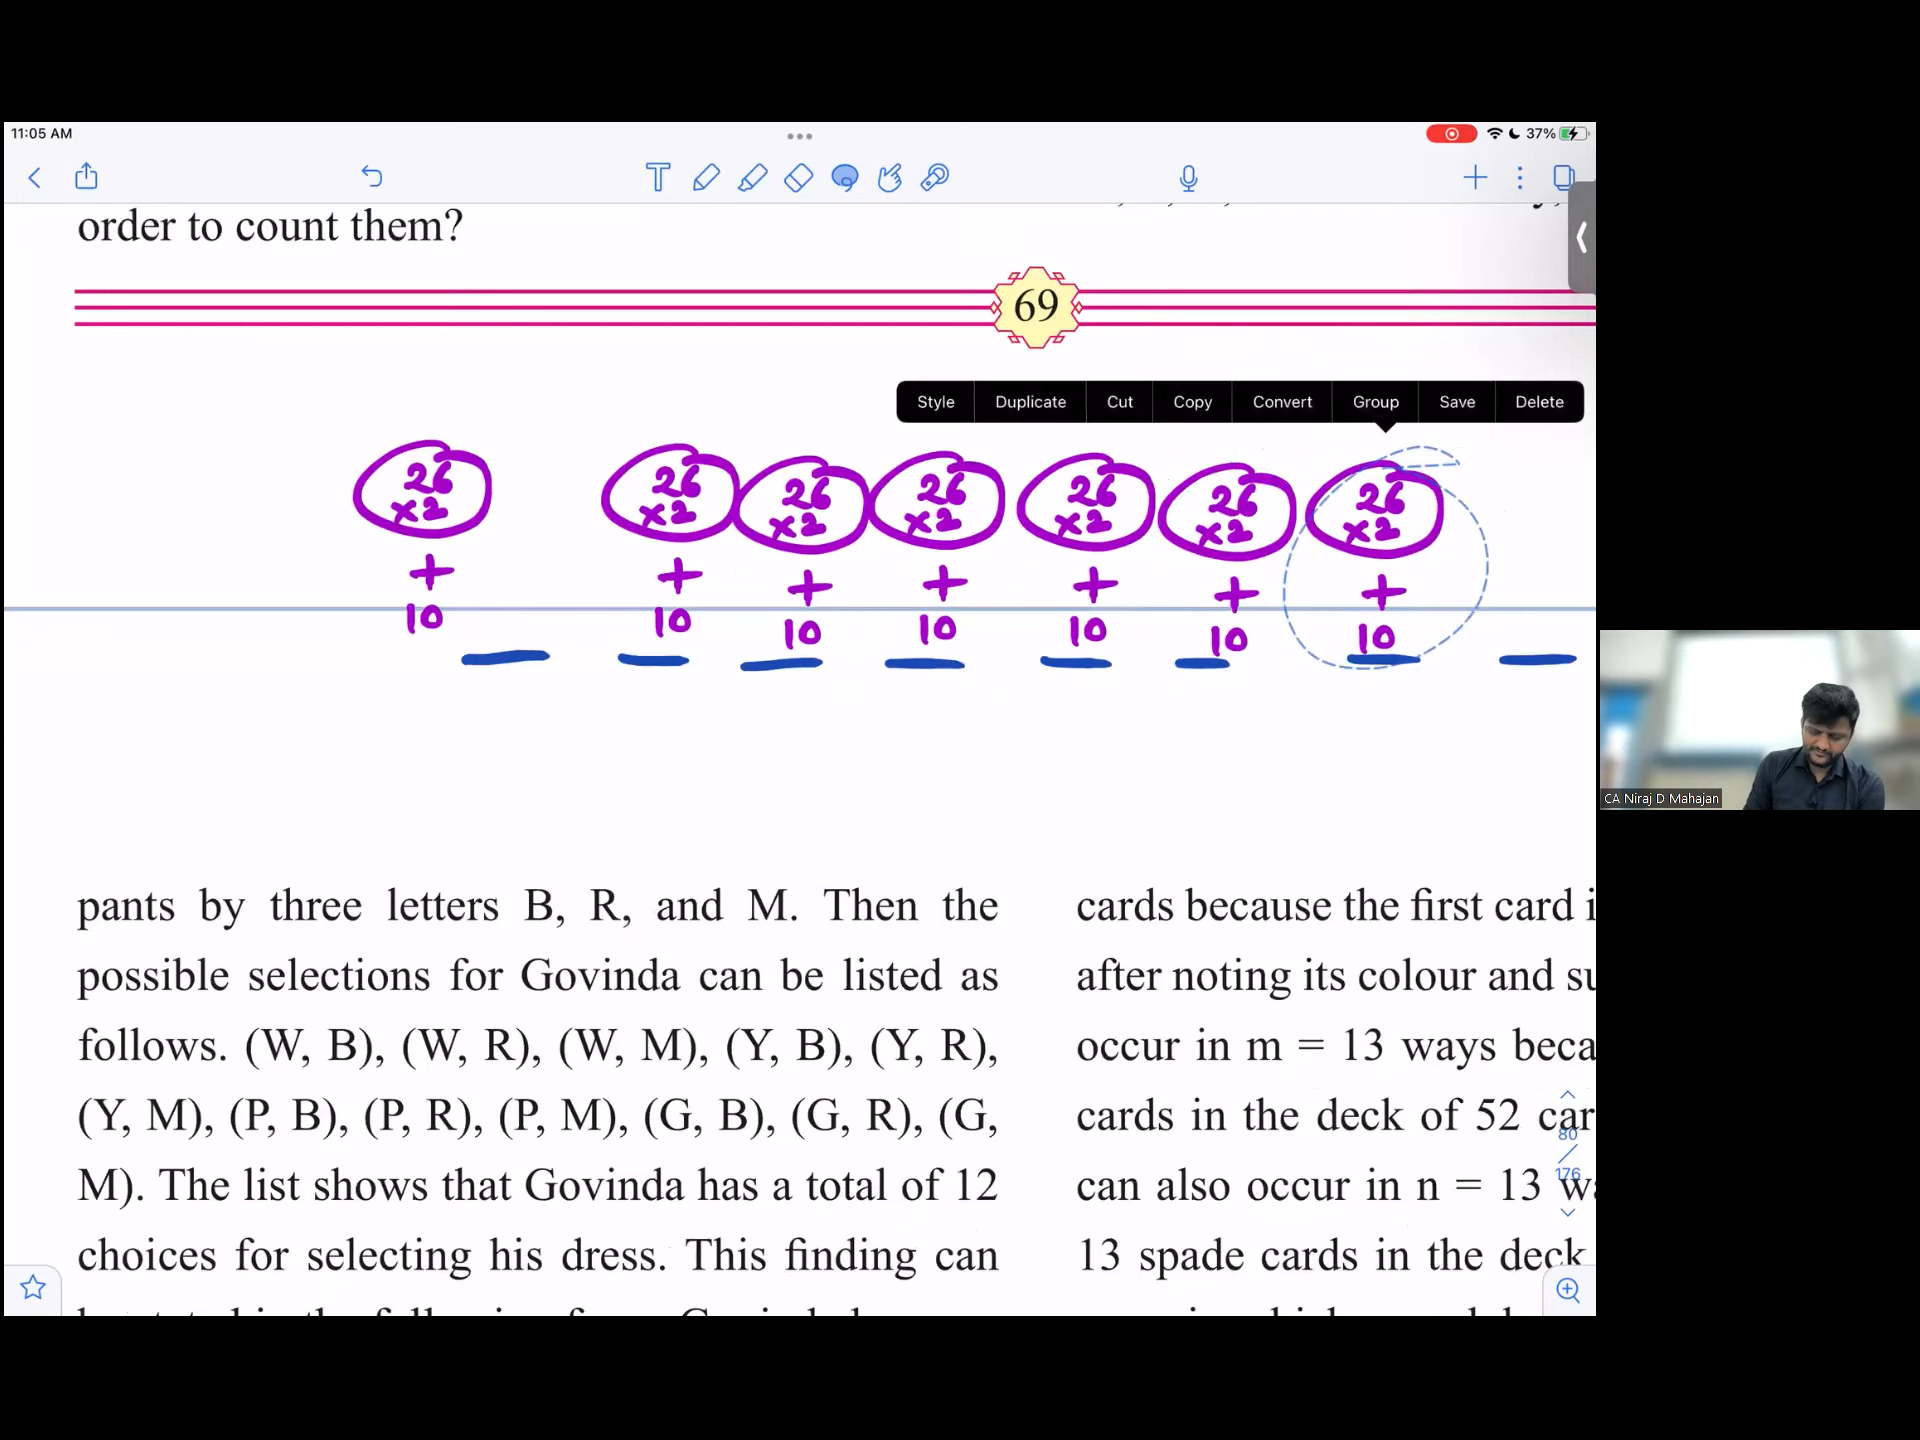 11:05 AM
37%
order to count them?
69
Style Duplicate Cut Copy Convert Group Save Delete
26 26 26 26 26 26 26
×2 ×2 ×2 ×2 ×2 ×2 ×2
+ + + + + + +
10 10 10 10 10 10 10
CA Niraj D Mahajan
pants by three letters B, R, and M. Then the
possible selections for Govinda can be listed as
follows. (W, B), (W, R), (W, M), (Y, B), (Y, R),
(Y, M), (P, B), (P, R), (P, M), (G, B), (G, R), (G,
M). The list shows that Govinda has a total of 12
choices for selecting his dress. This finding can
cards because the first card i
after noting its colour and su
occur in m = 13 ways beca
cards in the deck of 52 car
can also occur in n = 13 wa
13 spade cards in the deck
80
/
176